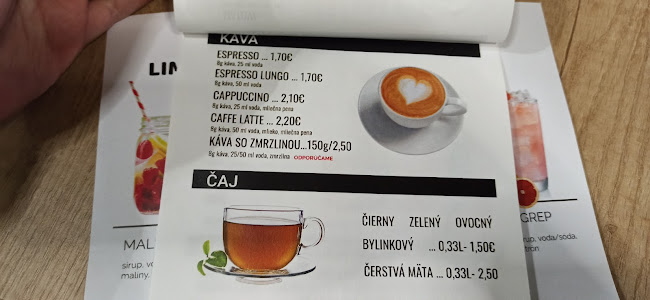 KÁVA
ESPRESSO ... 1,70€
8g káva, 25 ml voda
ESPRESSO LUNGO ... 1,70€
8g káva, 50 ml voda
CAPPUCCINO ... 2,10€
8g káva, 25 ml voda, mliečna pena
CAFFE LATTE ... 2,20€
8g káva, 50 ml voda, mlieko, mliečna pena
KÁVA SO ZMRZLINOU...150g/2,50
8g káva, 25/50 ml voda, zmrzlina ODPORÚČAME
ČAJ
ČIERNY ZELENÝ OVOCNÝ
BYLINKOVÝ ... 0,33L- 1,50€
ČERSTVÁ MÄTA ... 0,33L- 2,50
LIM
MAL
sirup, vo
maliny,
GREP
rup, voda/soda,
tron